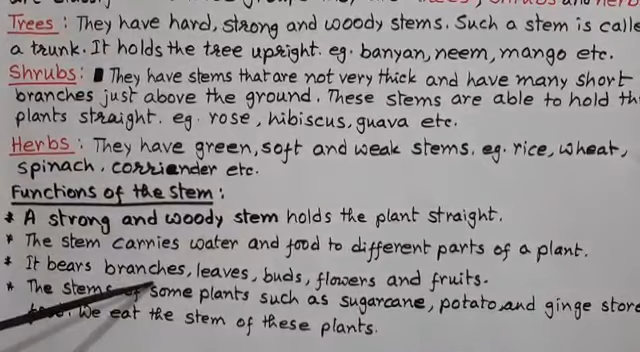 Trees : They have hard, strong and woody stems. Such a stem is calle
a trunk. It holds the tree upright. eg. banyan, neem, mango etc.
Shrubs : They have stems that are not very thick and have many short
branches just above the ground. These stems are able to hold th
plants straight. eg. rose, hibiscus, guava etc.
Herbs : They have green, soft and weak stems. eg. rice, wheat,
spinach, corriender etc.
Functions of the stem :
* A strong and woody stem holds the plant straight.
* The stem carries water and food to different parts of a plant.
* It bears branches, leaves, buds, flowers and fruits.
* The stems of some plants such as sugarcane, potato, and ginge store
We eat the stem of these plants.